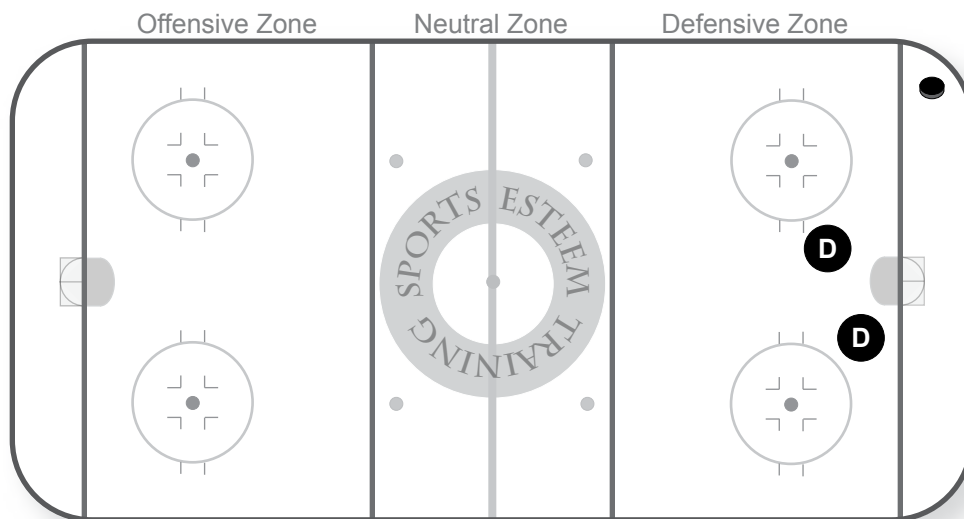 Offensive Zone Neutral Zone Defensive Zone
SPORTS ESTEEM
TRAINING
D
D